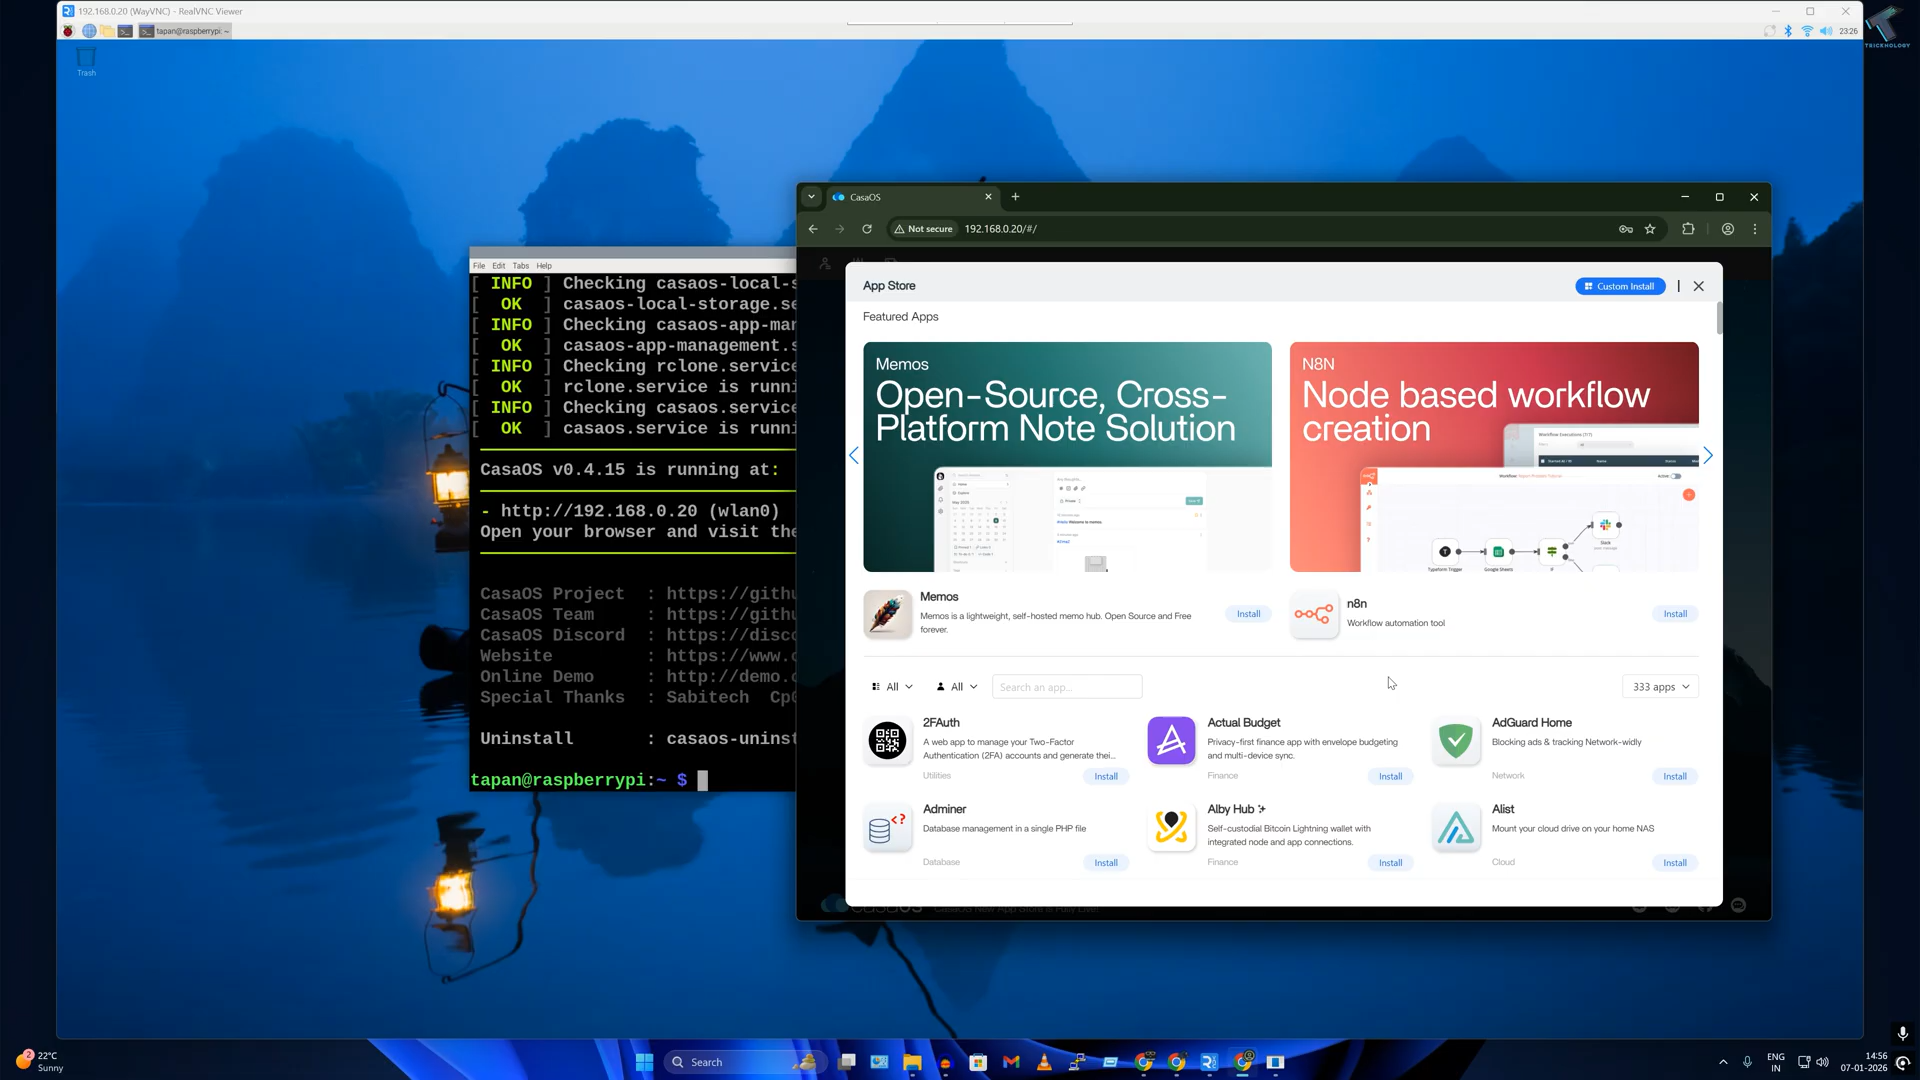 192.168.0.20 (WayVNC) - RealVNC Viewer
tapan@raspberrypi: ~
23:26
TRICKNOLOGY
Trash
CasaOS
Not secure
192.168.0.20/#/
File Edit Tabs Help
[ INFO ] Checking casaos-local-s
[ OK ] casaos-local-storage.se
[ INFO ] Checking casaos-app-man
[ OK ] casaos-app-management.s
[ INFO ] Checking rclone.service
[ OK ] rclone.service is runni
[ INFO ] Checking casaos.service
[ OK ] casaos.service is runni
CasaOS v0.4.15 is running at:
- http://192.168.0.20 (wlan0)
Open your browser and visit the
CasaOS Project : https://githu
CasaOS Team : https://githu
CasaOS Discord : https://disco
Website : https://www.c
Online Demo : http://demo.c
Special Thanks : Sabitech Cp0
Uninstall : casaos-uninst
tapan@raspberrypi:~ $
App Store
Custom Install
Featured Apps
Memos
Open-Source, Cross-
Platform Note Solution
N8N
Node based workflow
creation
Typeform Trigger
Google Sheets
Slack
Memos
Memos is a lightweight, self-hosted memo hub. Open Source and Free
forever.
Install
n8n
Workflow automation tool
Install
All
All
Search an app...
333 apps
2FAuth
A web app to manage your Two-Factor
Authentication (2FA) accounts and generate thei...
Utilities
Install
Actual Budget
Privacy-first finance app with envelope budgeting
and multi-device sync.
Finance
Install
AdGuard Home
Blocking ads & tracking Network-widly
Network
Install
Adminer
Database management in a single PHP file
Database
Install
Alby Hub
Self-custodial Bitcoin Lightning wallet with
integrated node and app connections.
Finance
Install
Alist
Mount your cloud drive on your home NAS
Cloud
Install
2
22°C
Sunny
Search
ENG
IN
14:56
07-01-2026